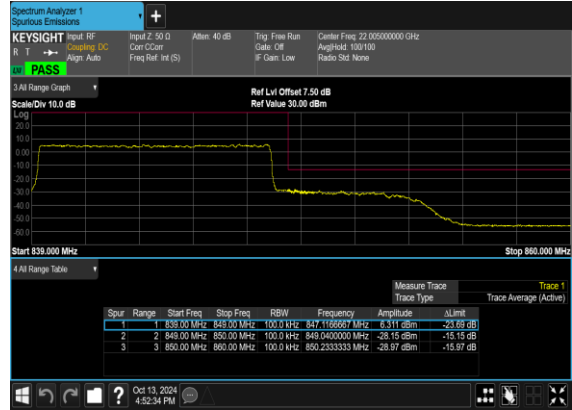 Spectrum Analyzer 1
Spurious Emissions
KEYSIGHT Input: RF Input Z: 50 Ω Atten: 40 dB Trig: Free Run Center Freq: 22.005000000 GHz
R T Coupling: DC Corr CCorr Gate: Off Avg|Hold: 100/100
Align: Auto Freq Ref: Int (S) IF Gain: Low Radio Std: None
LW PASS
3 All Range Graph
Ref Lvl Offset 7.50 dB
Scale/Div 10.0 dB Ref Value 30.00 dBm
Log
20.0
10.0
0.00
-10.0
-20.0
-30.0
-40.0
-50.0
-60.0
Start 839.000 MHz Stop 860.000 MHz
4 All Range Table
Measure Trace Trace 1
Trace Type Trace Average (Active)
Spur Range Start Freq Stop Freq RBW Frequency Amplitude ΔLimit
1 1 839.00 MHz 849.00 MHz 100.0 kHz 847.1166667 MHz 6.311 dBm -23.69 dB
2 2 849.00 MHz 850.00 MHz 100.0 kHz 849.0400000 MHz -28.15 dBm -15.15 dB
3 3 850.00 MHz 860.00 MHz 100.0 kHz 850.2333333 MHz -28.97 dBm -15.97 dB
? Oct 13, 2024
4:52:34 PM